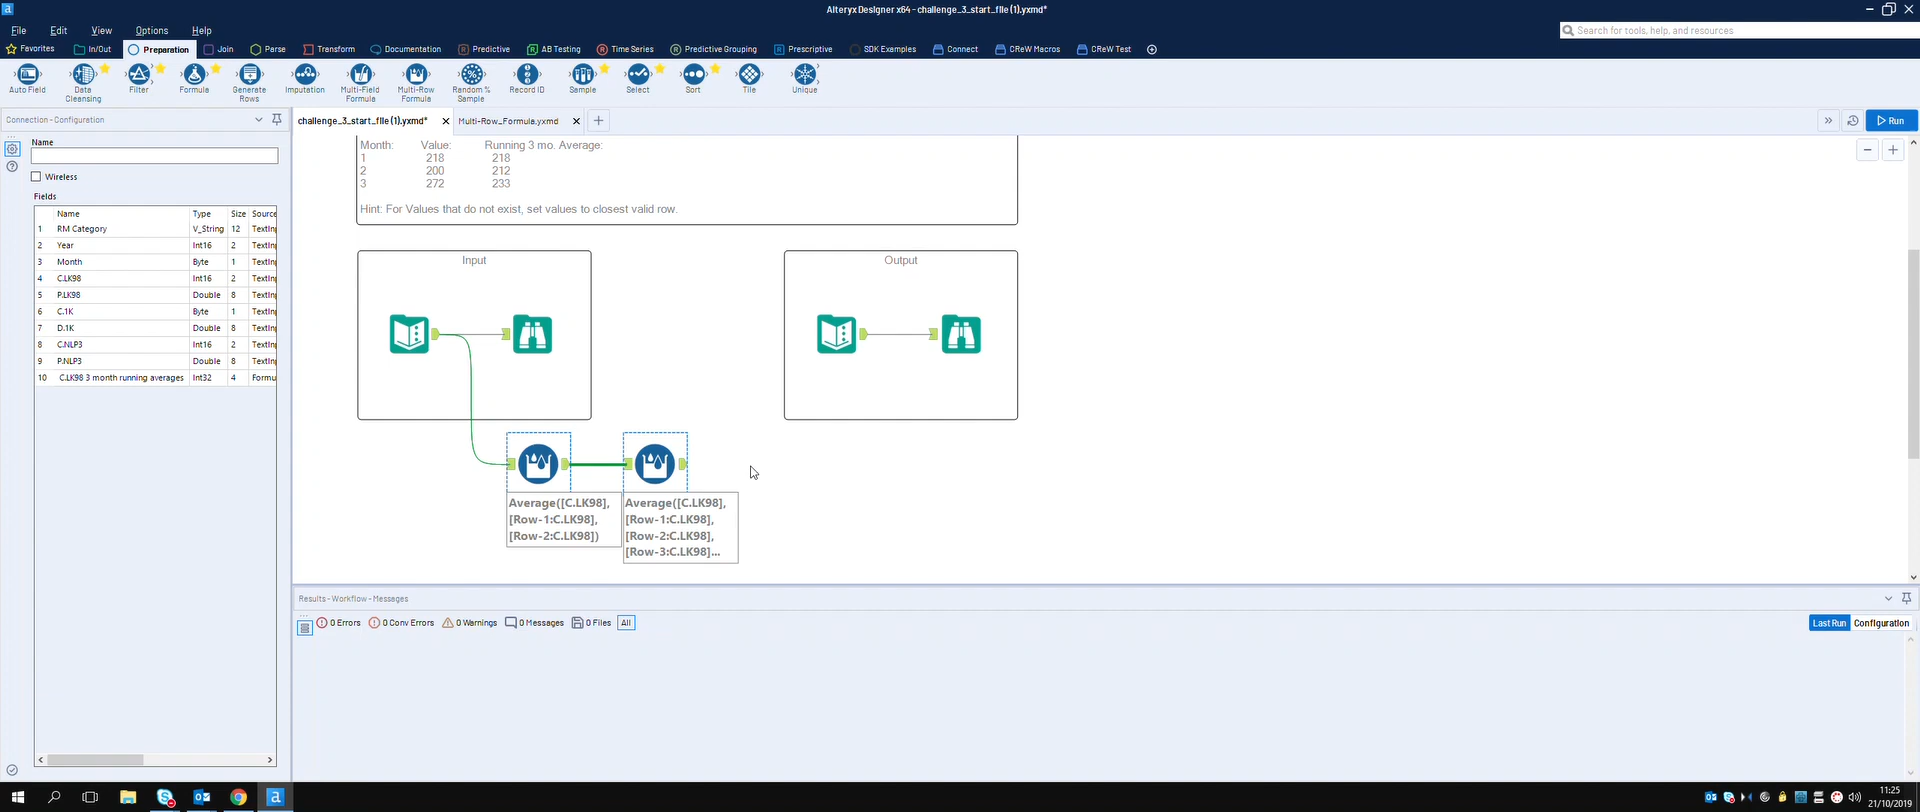 Alteryx Designer x64 - challenge_3_start_file (1).yxmd*
File Edit View Options Help
Search for tools, help, and resources
Favorites In/Out Preparation Join Parse Transform Documentation Predictive AB Testing Time Series Predictive Grouping Prescriptive SDK Examples Connect CReW Macros CReW Test
Auto Field
Data Cleansing
Filter
Formula
Generate Rows
Imputation
Multi-Field Formula
Multi-Row Formula
Random % Sample
Record ID
Sample
Select
Sort
Tile
Unique
Connection - Configuration
challenge_3_start_file (1).yxmd*
Multi-Row_Formula.yxmd
Run
Name
Wireless
Fields
Name Type Size Source
1 RM Category V_String 12 TextIn
2 Year Int16 2 TextIn
3 Month Byte 1 TextIn
4 C.LK98 Int16 2 TextIn
5 P.LK98 Double 8 TextIn
6 C.1K Byte 1 TextIn
7 D.1K Double 8 TextIn
8 C.NLP3 Int16 2 TextIn
9 P.NLP3 Double 8 TextIn
10 C.LK98 3 month running averages Int32 4 Formu
Month: Value: Running 3 mo. Average:
1 218 218
2 200 212
3 272 233
Hint: For Values that do not exist, set values to closest valid row.
Input
Output
Average([C.LK98],
[Row-1:C.LK98],
[Row-2:C.LK98])
Average([C.LK98],
[Row-1:C.LK98],
[Row-2:C.LK98],
[Row-3:C.LK98]...
Results - Workflow - Messages
0 Errors 0 Conv Errors 0 Warnings 0 Messages 0 Files All
Last Run Configuration
11:25
21/10/2019